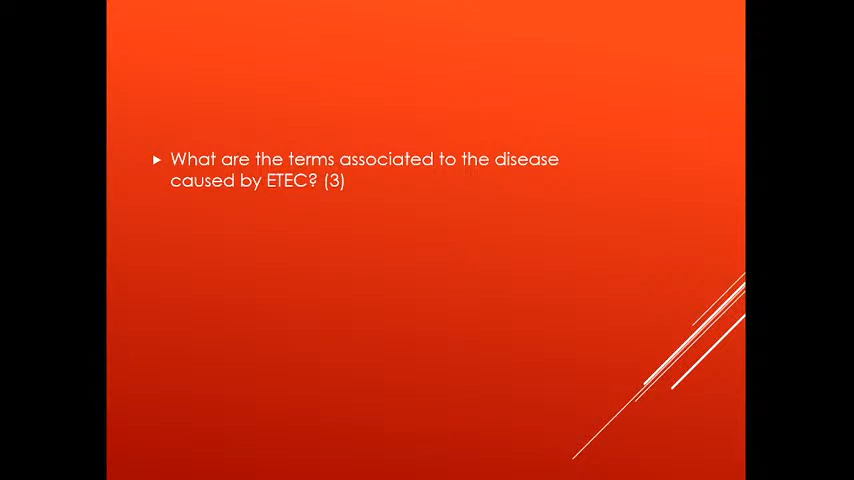 What are the terms associated to the disease
caused by ETEC? (3)